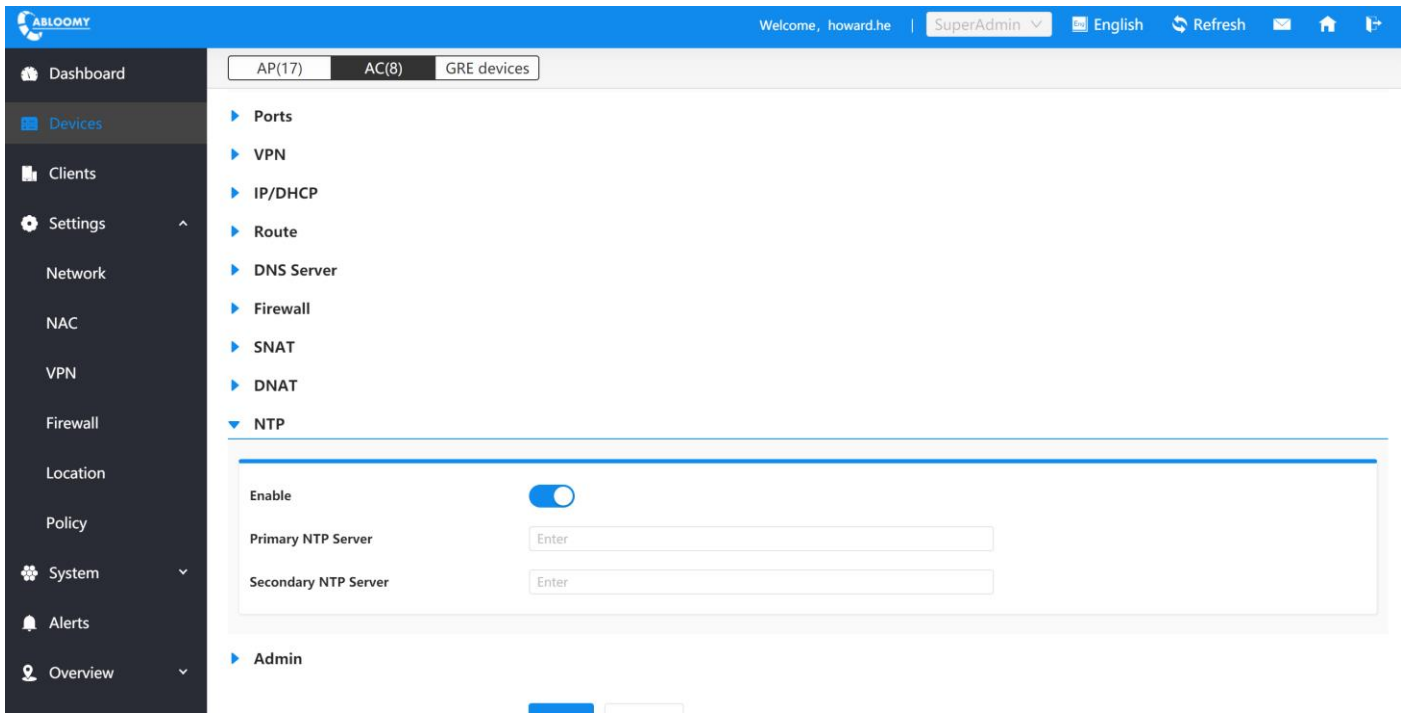 ABLOOMY
Welcome, howard.he | SuperAdmin English Refresh
Dashboard
Devices
Clients
Settings
Network
NAC
VPN
Firewall
Location
Policy
System
Alerts
Overview
AP(17) AC(8) GRE devices
Ports
VPN
IP/DHCP
Route
DNS Server
Firewall
SNAT
DNAT
NTP
Enable
Primary NTP Server Enter
Secondary NTP Server Enter
Admin